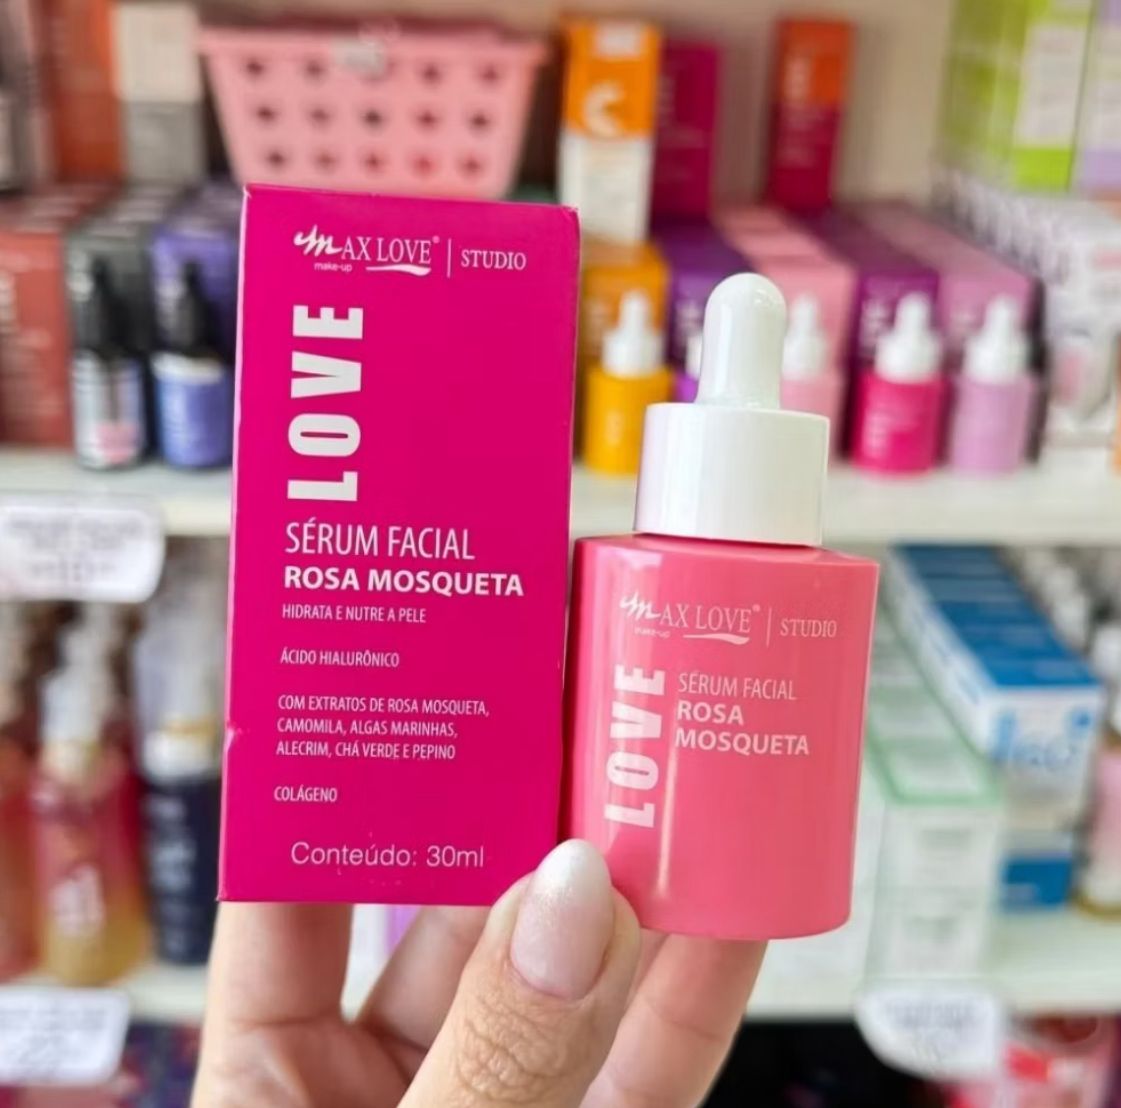 MAX LOVE® | STUDIO
make-up
LOVE
SÉRUM FACIAL
ROSA MOSQUETA
HIDRATA E NUTRE A PELE
ÁCIDO HIALURÔNICO
COM EXTRATOS DE ROSA MOSQUETA,
CAMOMILA, ALGAS MARINHAS,
ALECRIM, CHÁ VERDE E PEPINO
COLÁGENO
Conteúdo: 30ml
MAX LOVE® | STUDIO
make-up
LOVE
SÉRUM FACIAL
ROSA
MOSQUETA